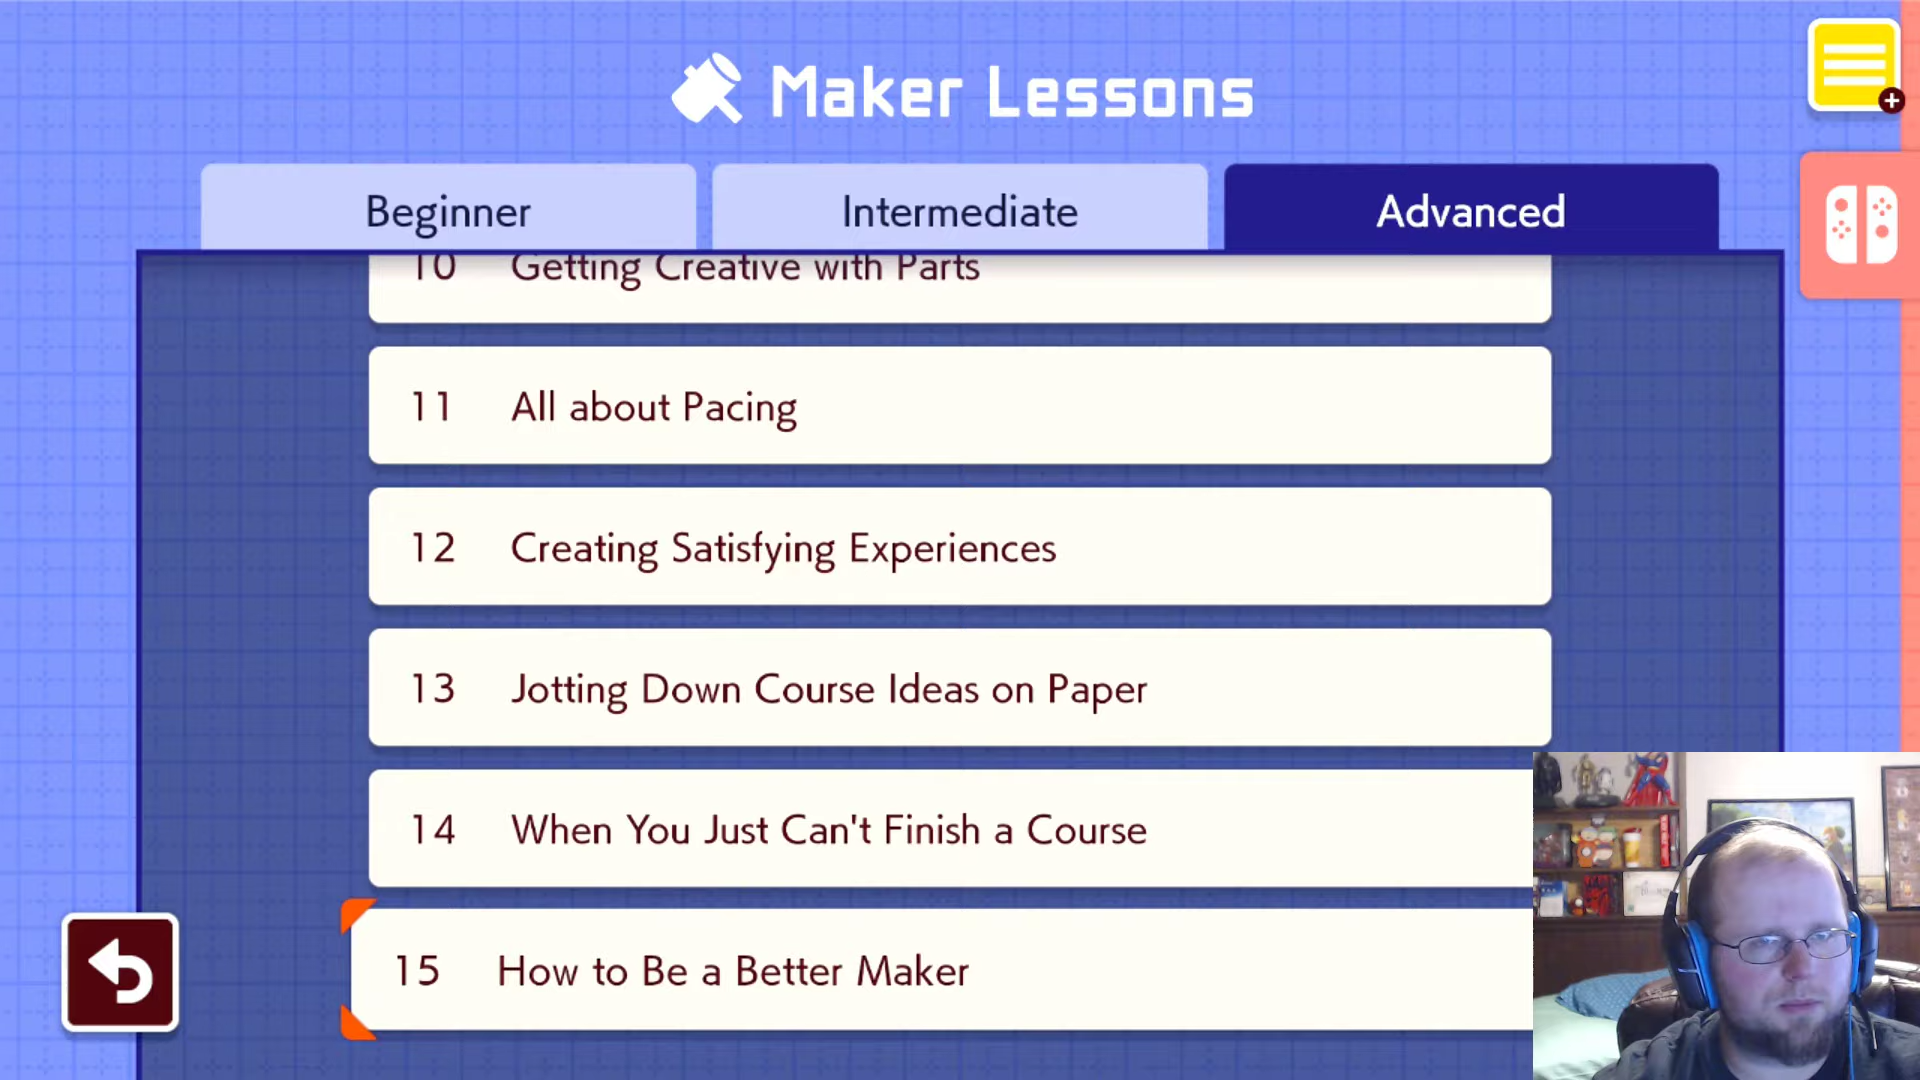 Maker Lessons
Beginner
Intermediate
Advanced
10 Getting Creative with Parts
11 All about Pacing
12 Creating Satisfying Experiences
13 Jotting Down Course Ideas on Paper
14 When You Just Can't Finish a Course
15 How to Be a Better Maker